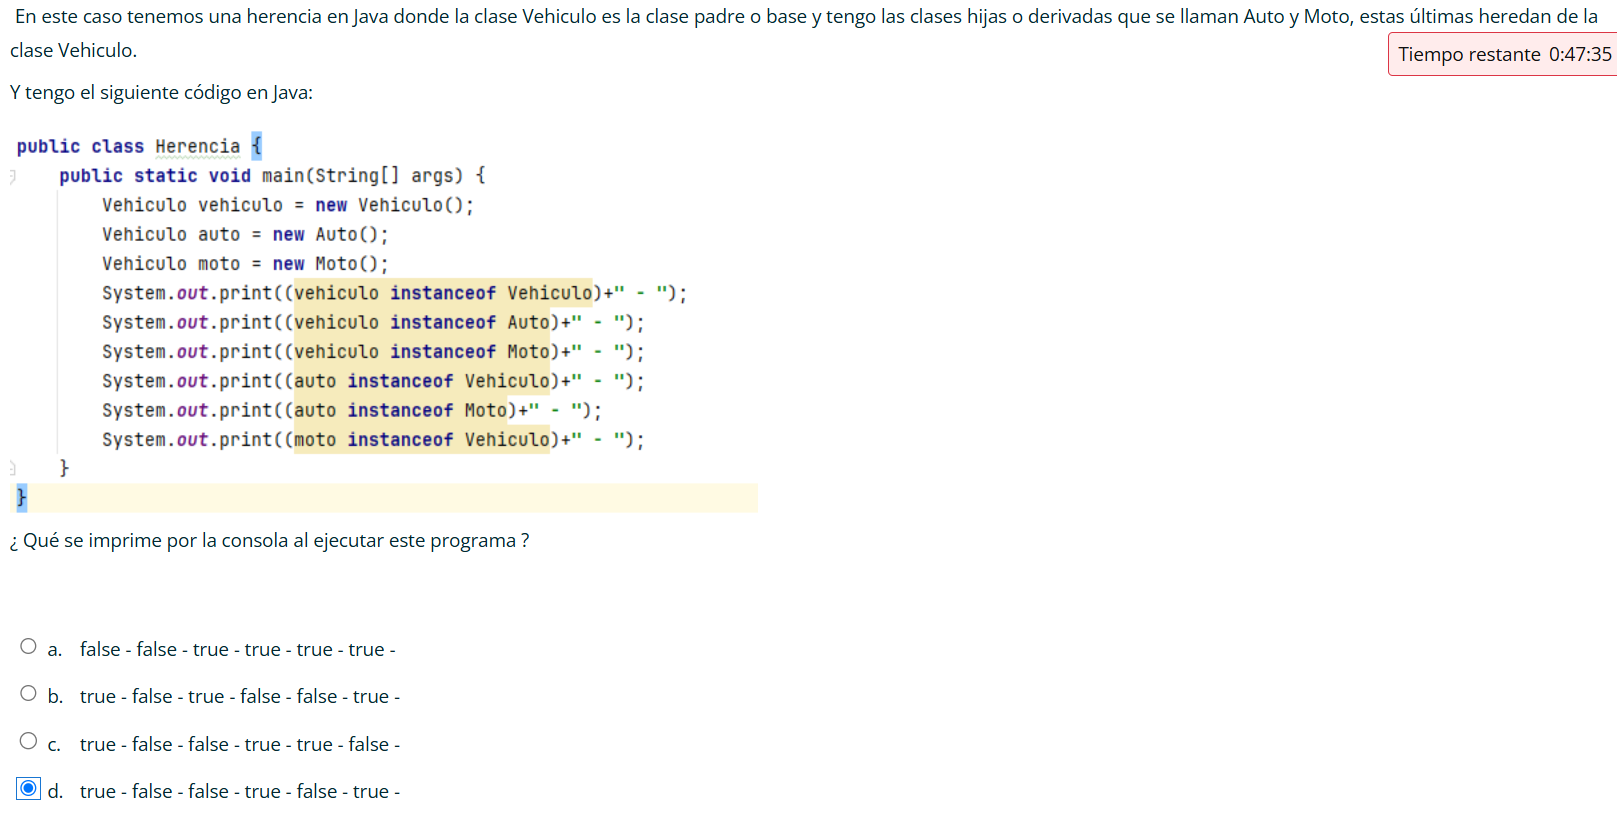 En este caso tenemos una herencia en Java donde la clase Vehiculo es la clase padre o base y tengo las clases hijas o derivadas que se llaman Auto y Moto, estas últimas heredan de la
clase Vehiculo.
Tiempo restante 0:47:35
Y tengo el siguiente código en Java:
public class Herencia {
    public static void main(String[] args) {
        Vehiculo vehiculo = new Vehiculo();
        Vehiculo auto = new Auto();
        Vehiculo moto = new Moto();
        System.out.print((vehiculo instanceof Vehiculo)+" - ");
        System.out.print((vehiculo instanceof Auto)+" - ");
        System.out.print((vehiculo instanceof Moto)+" - ");
        System.out.print((auto instanceof Vehiculo)+" - ");
        System.out.print((auto instanceof Moto)+" - ");
        System.out.print((moto instanceof Vehiculo)+" - ");
    }
}
¿ Qué se imprime por la consola al ejecutar este programa ?
a. false - false - true - true - true - true -
b. true - false - true - false - false - true -
c. true - false - false - true - true - false -
d. true - false - false - true - false - true -